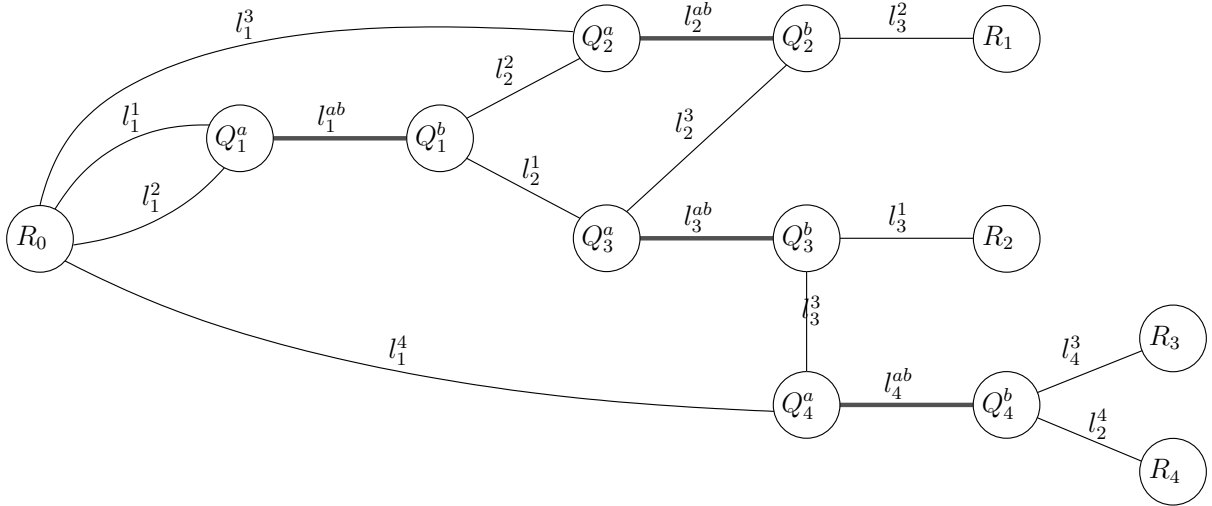 l_1^3
Q_2^a
l_2^{ab}
Q_2^b
l_3^2
R_1
l_2^2
l_1^1
Q_1^a
l_1^{ab}
Q_1^b
l_2^3
l_2^1
l_1^2
R_0
Q_3^a
l_3^{ab}
Q_3^b
l_3^1
R_2
l_3^3
R_3
l_1^4
l_4^3
Q_4^a
l_4^{ab}
Q_4^b
l_2^4
R_4